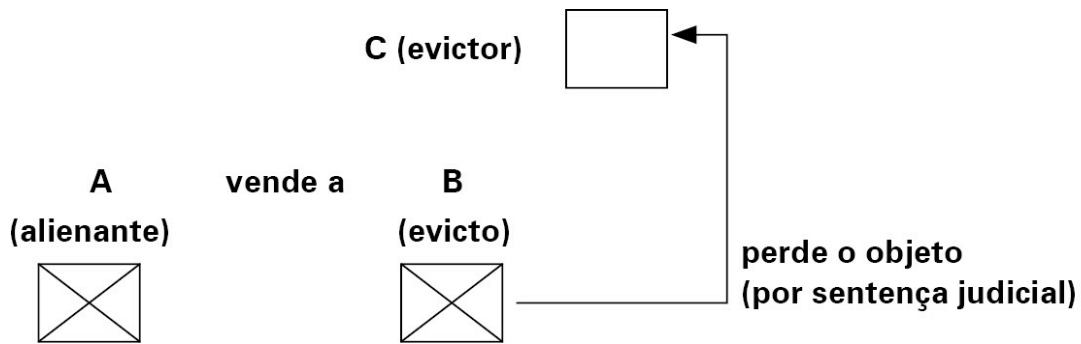 C (evictor)
A vende a B
(alienante) (evicto)
perde o objeto
(por sentença judicial)